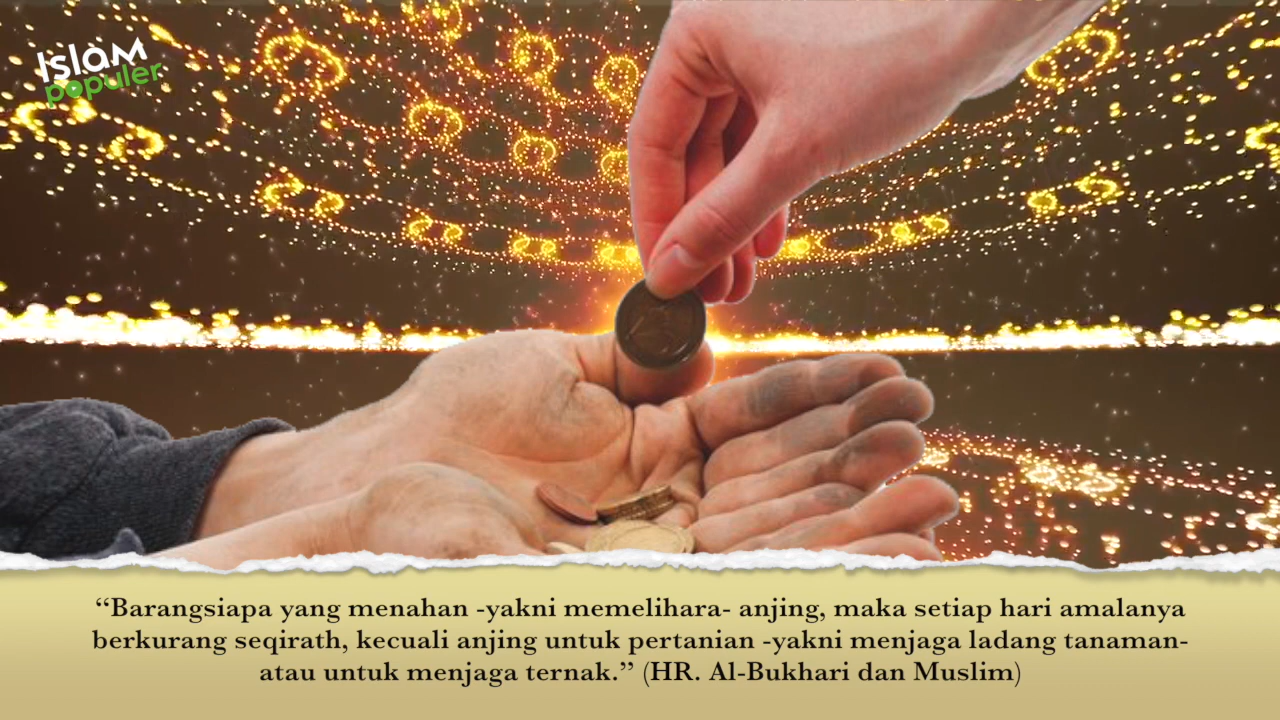 Islam
populer
“Barangsiapa yang menahan -yakni memelihara- anjing, maka setiap hari amalanya
berkurang seqirath, kecuali anjing untuk pertanian -yakni menjaga ladang tanaman-
atau untuk menjaga ternak.” (HR. Al-Bukhari dan Muslim)